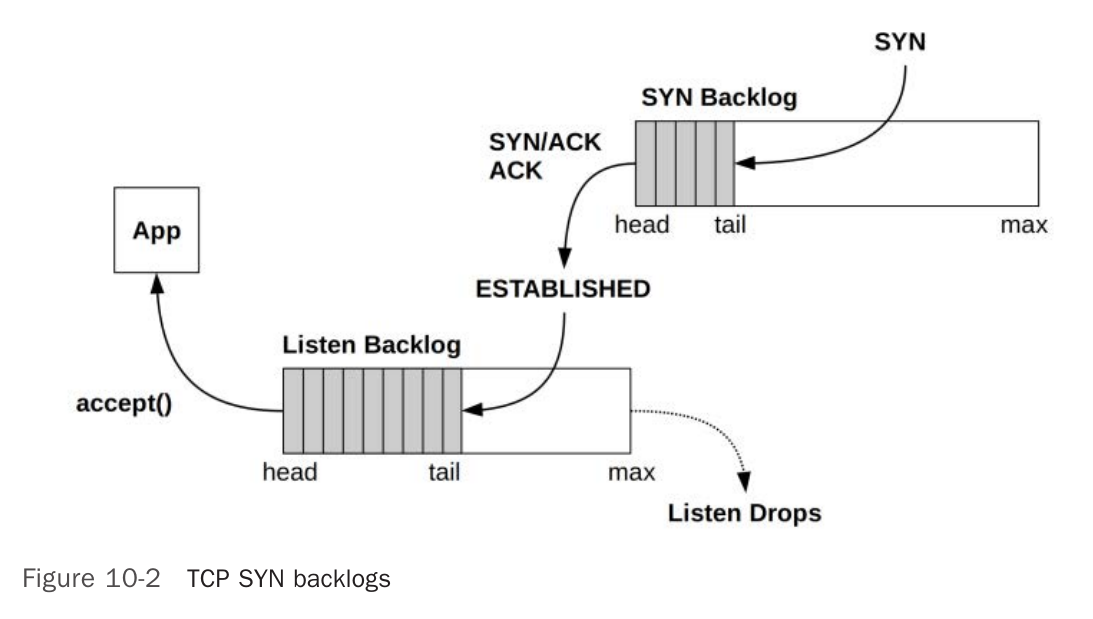 SYN
SYN Backlog
SYN/ACK
ACK
head
tail
max
App
ESTABLISHED
Listen Backlog
accept()
head
tail
max
Listen Drops
Figure 10-2 TCP SYN backlogs